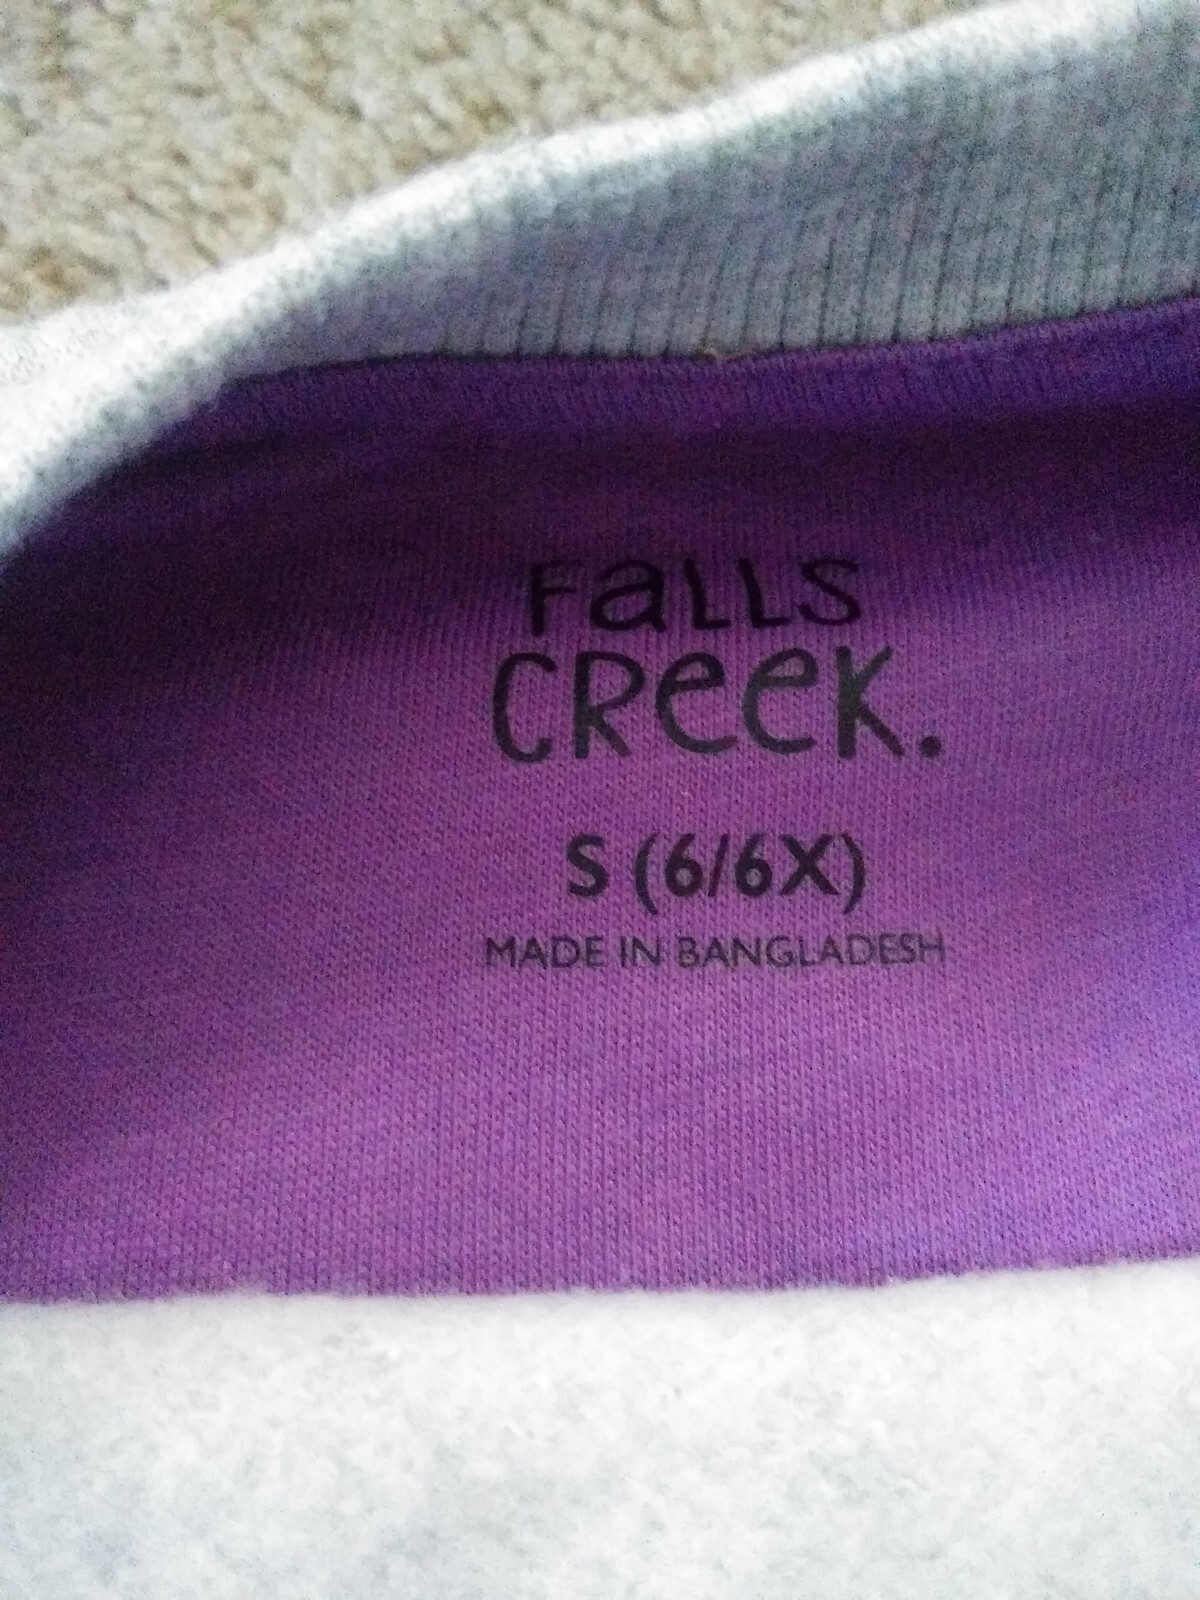 FaLLS
CReeK.
S (6/6X)
MADE IN BANGLADESH